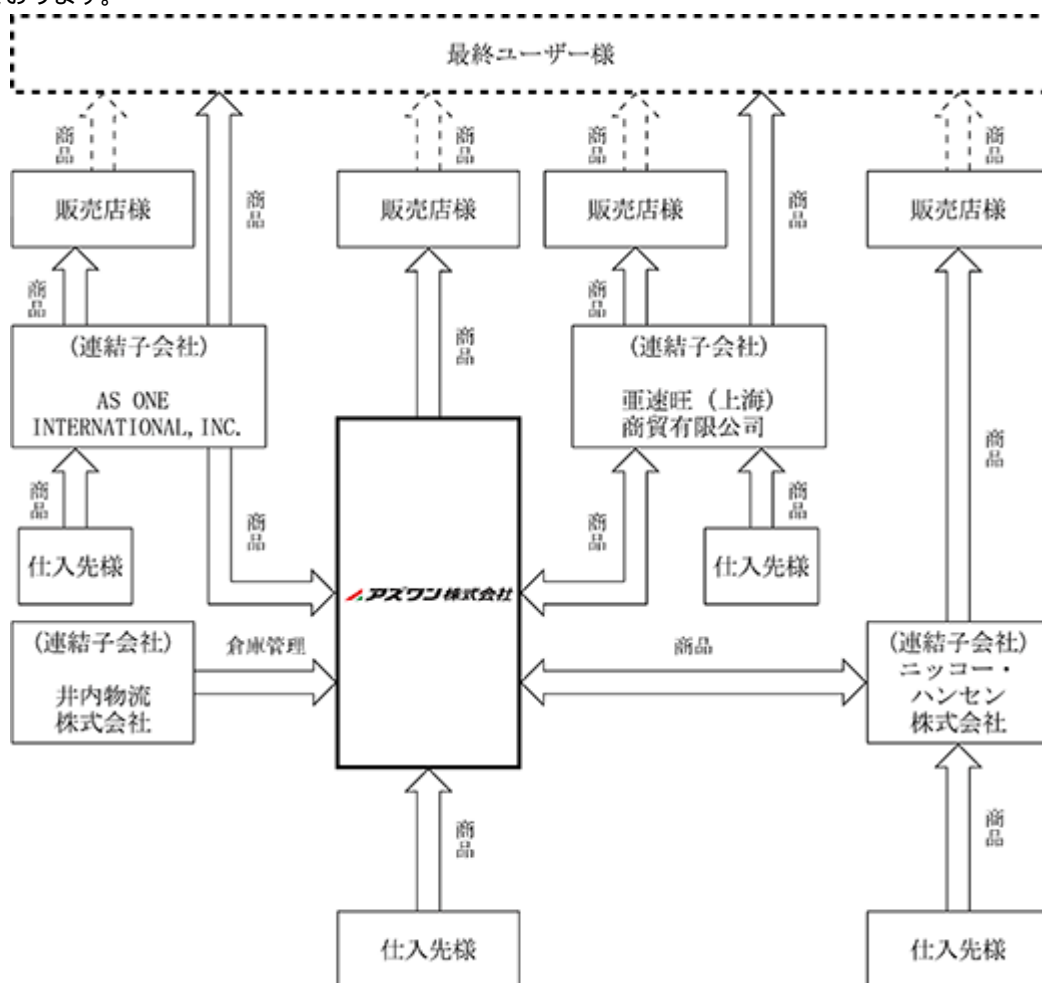 おります。
最終ユーザー様
商品
商品
商品
商品
商品
商品
販売店様
販売店様
販売店様
販売店様
商品
商品
商品
商品
(連結子会社)
AS ONE
INTERNATIONAL, INC.
(連結子会社)
亜速旺(上海)
商貿有限公司
商品
商品
商品
商品
仕入先様
仕入先様
アズワン株式会社
(連結子会社)
井内物流
株式会社
倉庫管理
商品
(連結子会社)
ニッコー・
ハンセン
株式会社
商品
商品
仕入先様
仕入先様